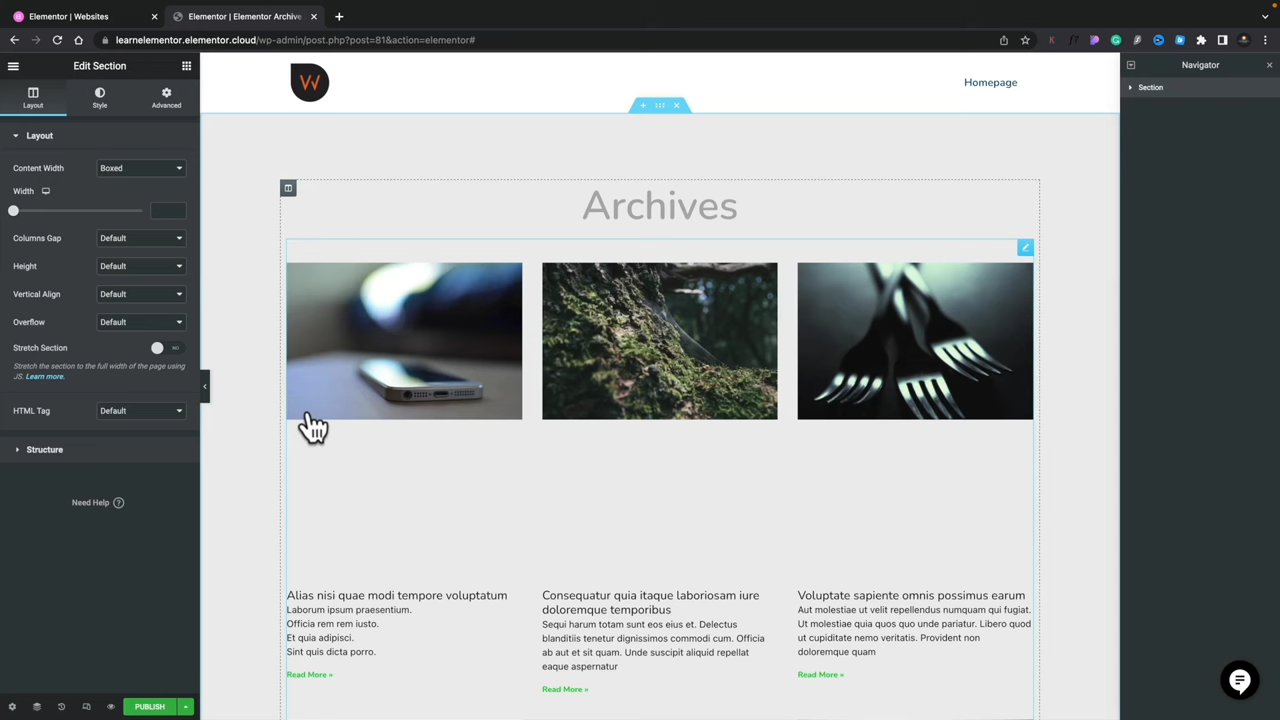 Elementor | Websites
Elementor | Elementor Archive
learnelementor.elementor.cloud/wp-admin/post.php?post=81&action=elementor#
Edit Section
Layout
Style
Advanced
Layout
Content Width
Boxed
Width
Columns Gap
Default
Height
Default
Vertical Align
Default
Overflow
Default
Stretch Section
NO
Stretch the section to the full width of the page using
JS. Learn more.
HTML Tag
Default
Structure
Need Help
PUBLISH
W
Homepage
Archives
Alias nisi quae modi tempore voluptatum
Laborum ipsum praesentium.
Officia rem rem iusto.
Et quia adipisci.
Sint quis dicta porro.
Read More »
Consequatur quia itaque laboriosam iure
doloremque temporibus
Sequi harum totam sunt eos eius et. Delectus
blanditiis tenetur dignissimos commodi cum. Officia
ab aut et sit quam. Unde suscipit aliquid repellat
eaque aspernatur
Read More »
Voluptate sapiente omnis possimus earum
Aut molestiae ut velit repellendus numquam qui fugiat.
Ut molestiae quia quos quo unde pariatur. Libero quod
ut cupiditate nemo veritatis. Provident non
doloremque quam
Read More »
Navigator
Section